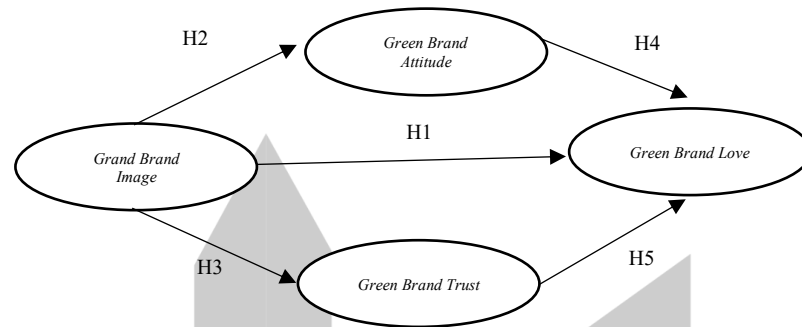 H2
Green Brand
Attitude
H4
Grand Brand
Image
H1
Green Brand Love
H3
Green Brand Trust
H5